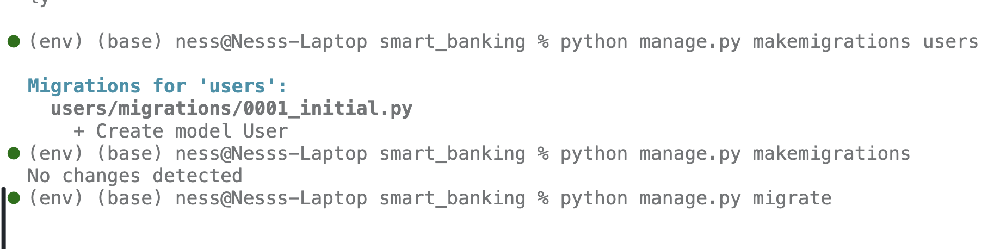 (env) (base) ness@Nesss-Laptop smart_banking % python manage.py makemigrations users
Migrations for 'users':
users/migrations/0001_initial.py
+ Create model User
(env) (base) ness@Nesss-Laptop smart_banking % python manage.py makemigrations
No changes detected
(env) (base) ness@Nesss-Laptop smart_banking % python manage.py migrate